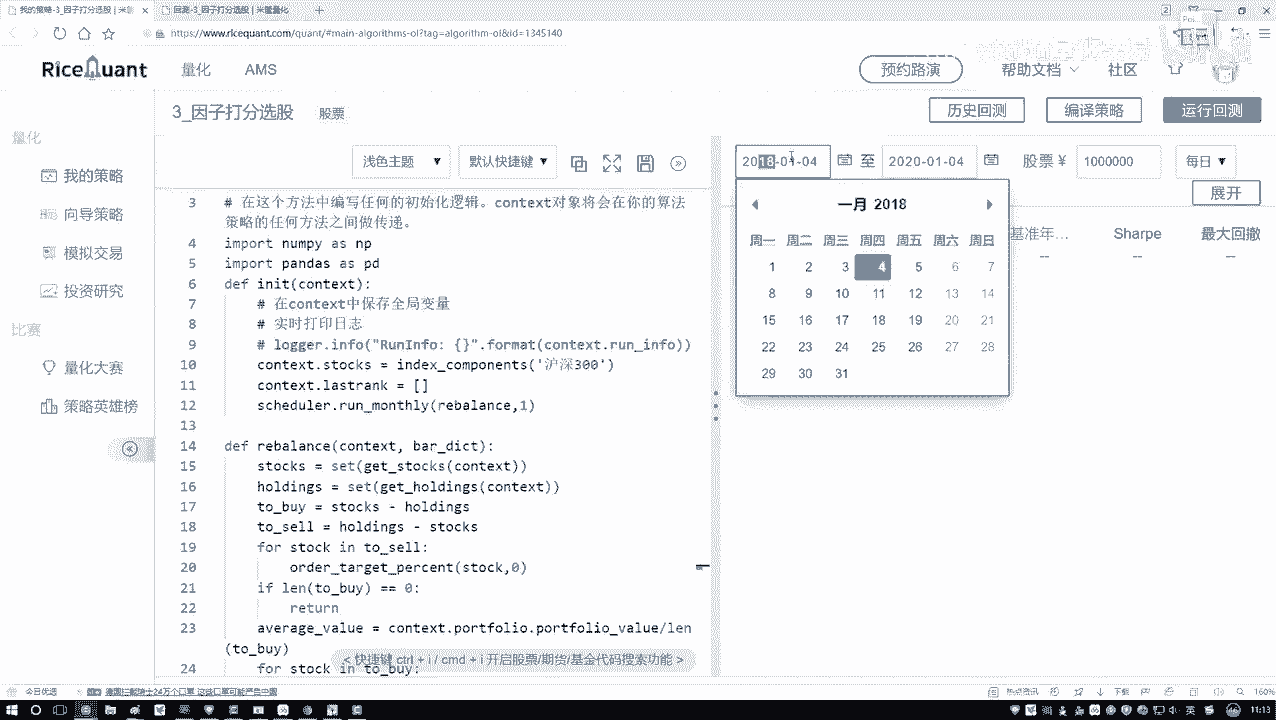 我的策略-3_因子打分选股 | 米
回测-3_因子打分选股 | 米筐量化
https://www.ricequant.com/quant/#main-algorithms-ol?tag=algorithm-ol&id=1345140
RiceQuant
量化
AMS
预约路演
帮助文档
社区
量化
我的策略
向导策略
模拟交易
投资研究
比赛
量化大赛
策略英雄榜
3_因子打分选股
股票
历史回测
编译策略
运行回测
浅色主题
默认快捷键
2018-01-04
至
2020-01-04
股票 ¥
1000000
每日
展开
基准年...
Sharpe
最大回撤
--
--
--
一月 2018
周一 周二 周三 周四 周五 周六 周日
1 2 3 4 5 6 7
8 9 10 11 12 13 14
15 16 17 18 19 20 21
22 23 24 25 26 27 28
29 30 31
3 # 在这个方法中编写任何的初始化逻辑。context对象将会在你的算法
策略的任何方法之间做传递。
4 import numpy as np
5 import pandas as pd
6 def init(context):
7 # 在context中保存全局变量
8 # 实时打印日志
9 # logger.info("RunInfo: {}".format(context.run_info))
10 context.stocks = index_components('沪深300')
11 context.lastrank = []
12 scheduler.run_monthly(rebalance,1)
13
14 def rebalance(context, bar_dict):
15 stocks = set(get_stocks(context))
16 holdings = set(get_holdings(context))
17 to_buy = stocks - holdings
18 to_sell = holdings - stocks
19 for stock in to_sell:
20 order_target_percent(stock,0)
21 if len(to_buy) == 0:
22 return
23 average_value = context.portfolio.portfolio_value/len
(to_buy)
24 for stock in to_buy:
< 快捷键 ctrl + i / cmd + i 开启股票/期货/基金代码搜索功能 >
今日优选
热点资讯
下载
160%
英
11:13